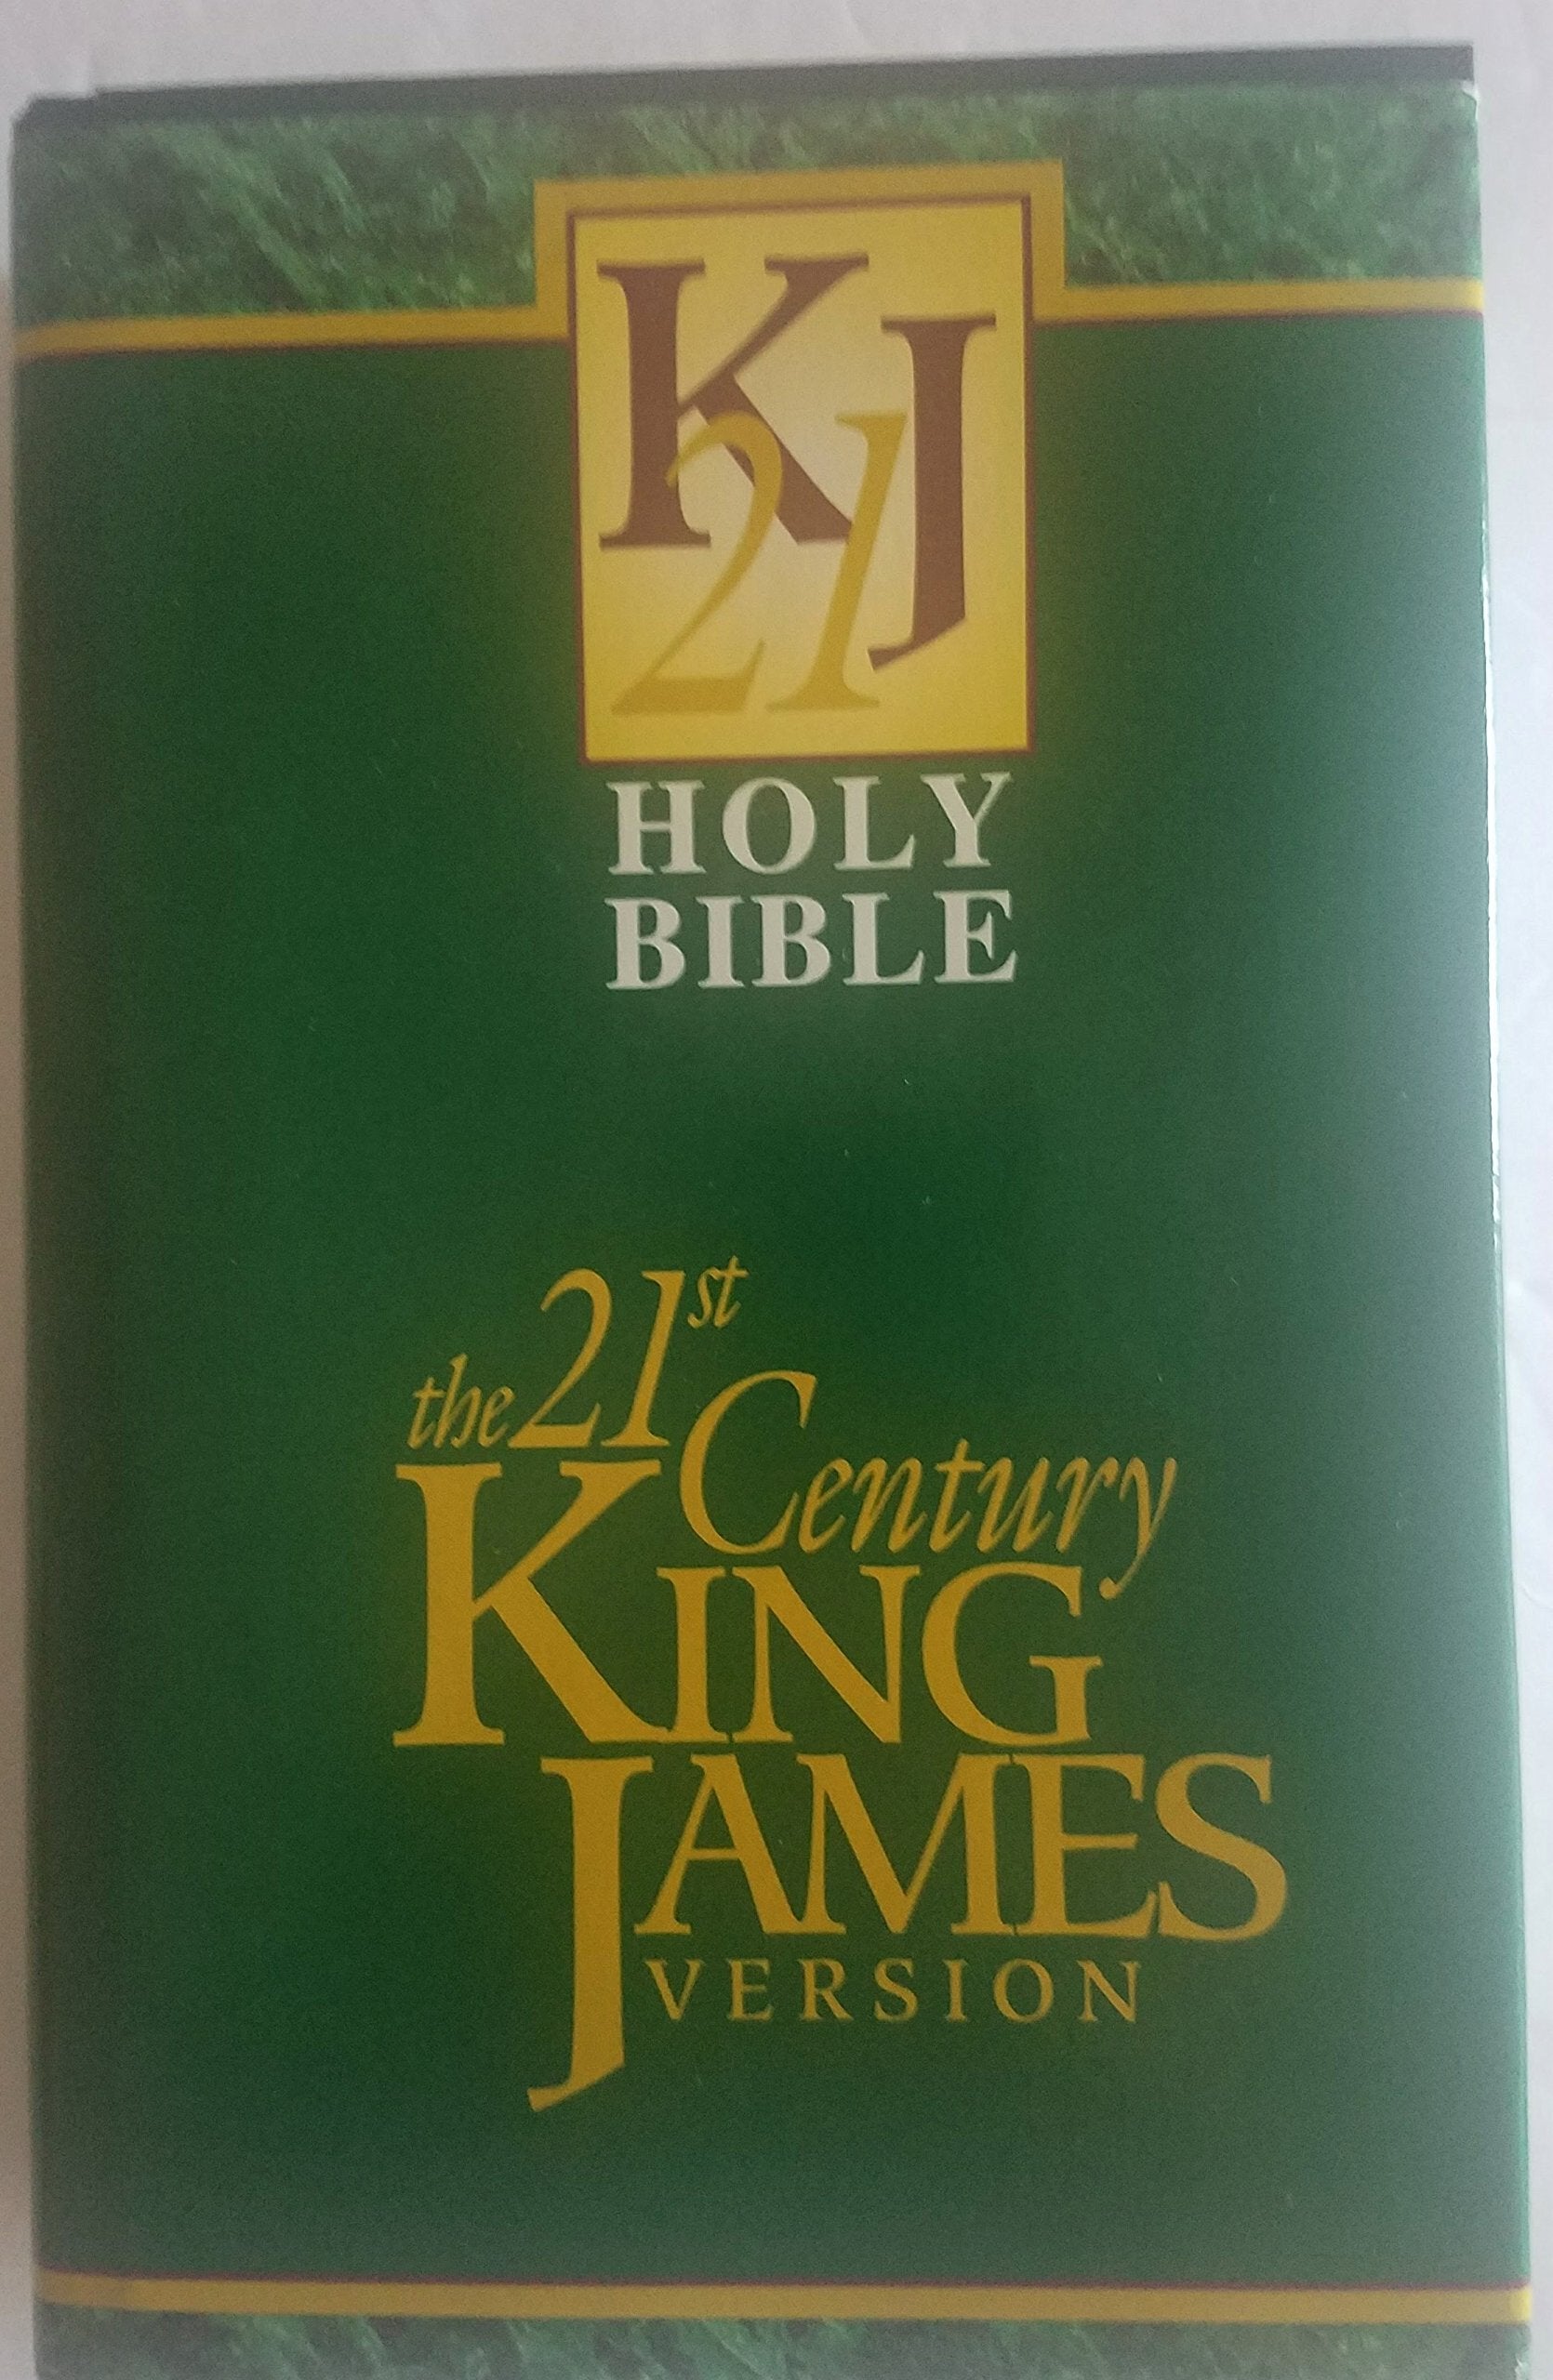 KJ
21
HOLY
BIBLE
the 21st
Century
KING
JAMES
VERSION